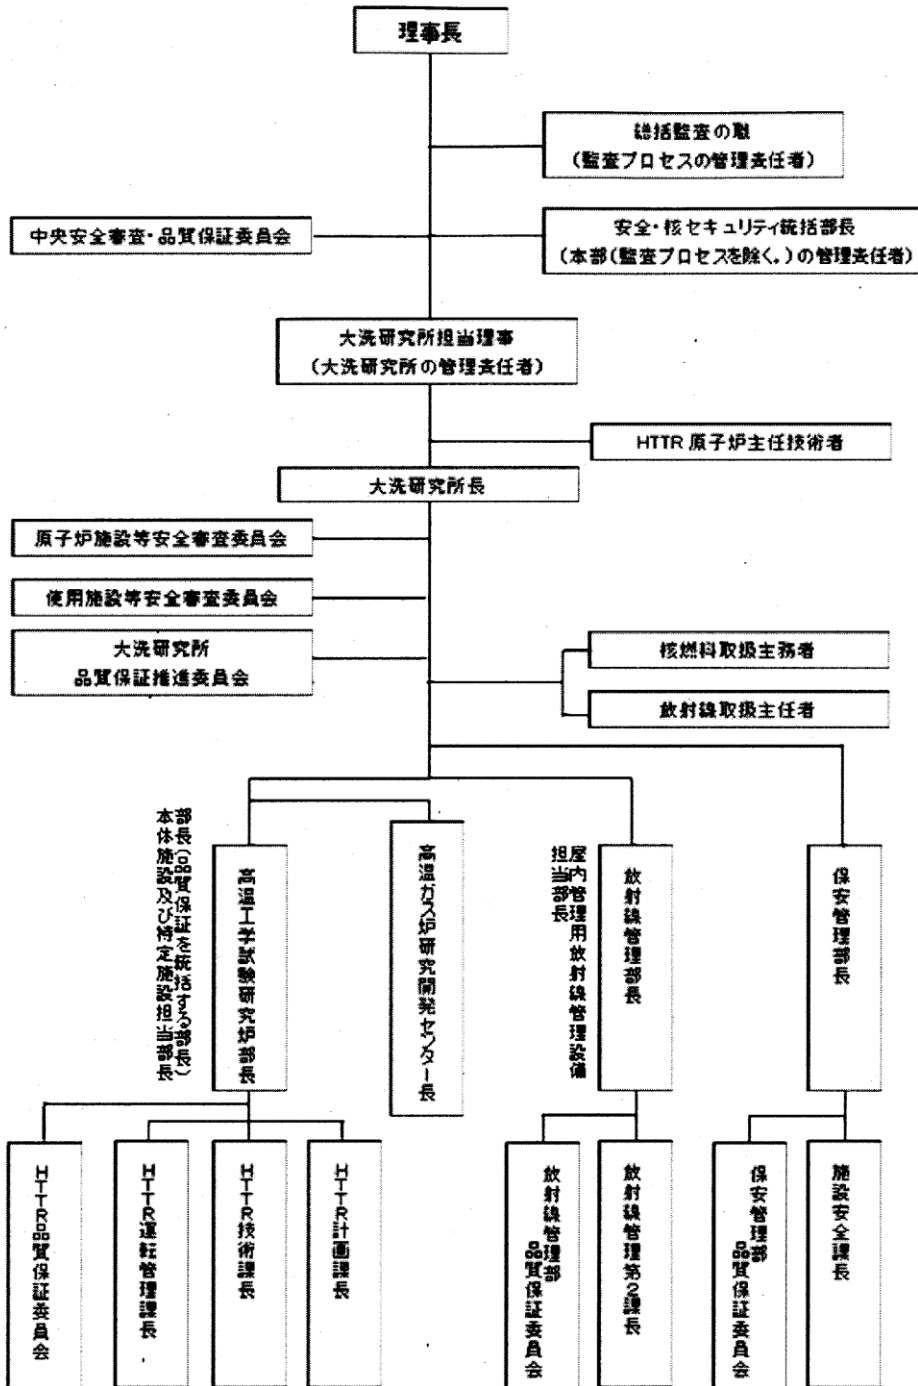 理事長
総括監査の職
(監査プロセスの管理責任者)
中央安全審査・品質保証委員会
安全・核セキュリティ統括部長
(本部(監査プロセスを除く。)の管理責任者)
大洗研究所担当理事
(大洗研究所の管理責任者)
HTTR 原子炉主任技術者
大洗研究所長
原子炉施設等安全審査委員会
使用施設等安全審査委員会
大洗研究所
品質保証推進委員会
核燃料取扱主務者
放射線取扱主任者
部長(品質保証を統括する部長)
本体施設及び特定施設担当部長
高温工学試験研究炉部長
高温ガス炉研究開発センター長
屋内管理用放射線管理設備
担当部長
放射線管理部長
保安管理部長
HTTR品質保証委員会
HTTR運転管理課長
HTTR技術課長
HTTR計画課長
放射線管理部
品質保証委員会
放射線管理第2課長
保安管理部
品質保証委員会
施設安全課長